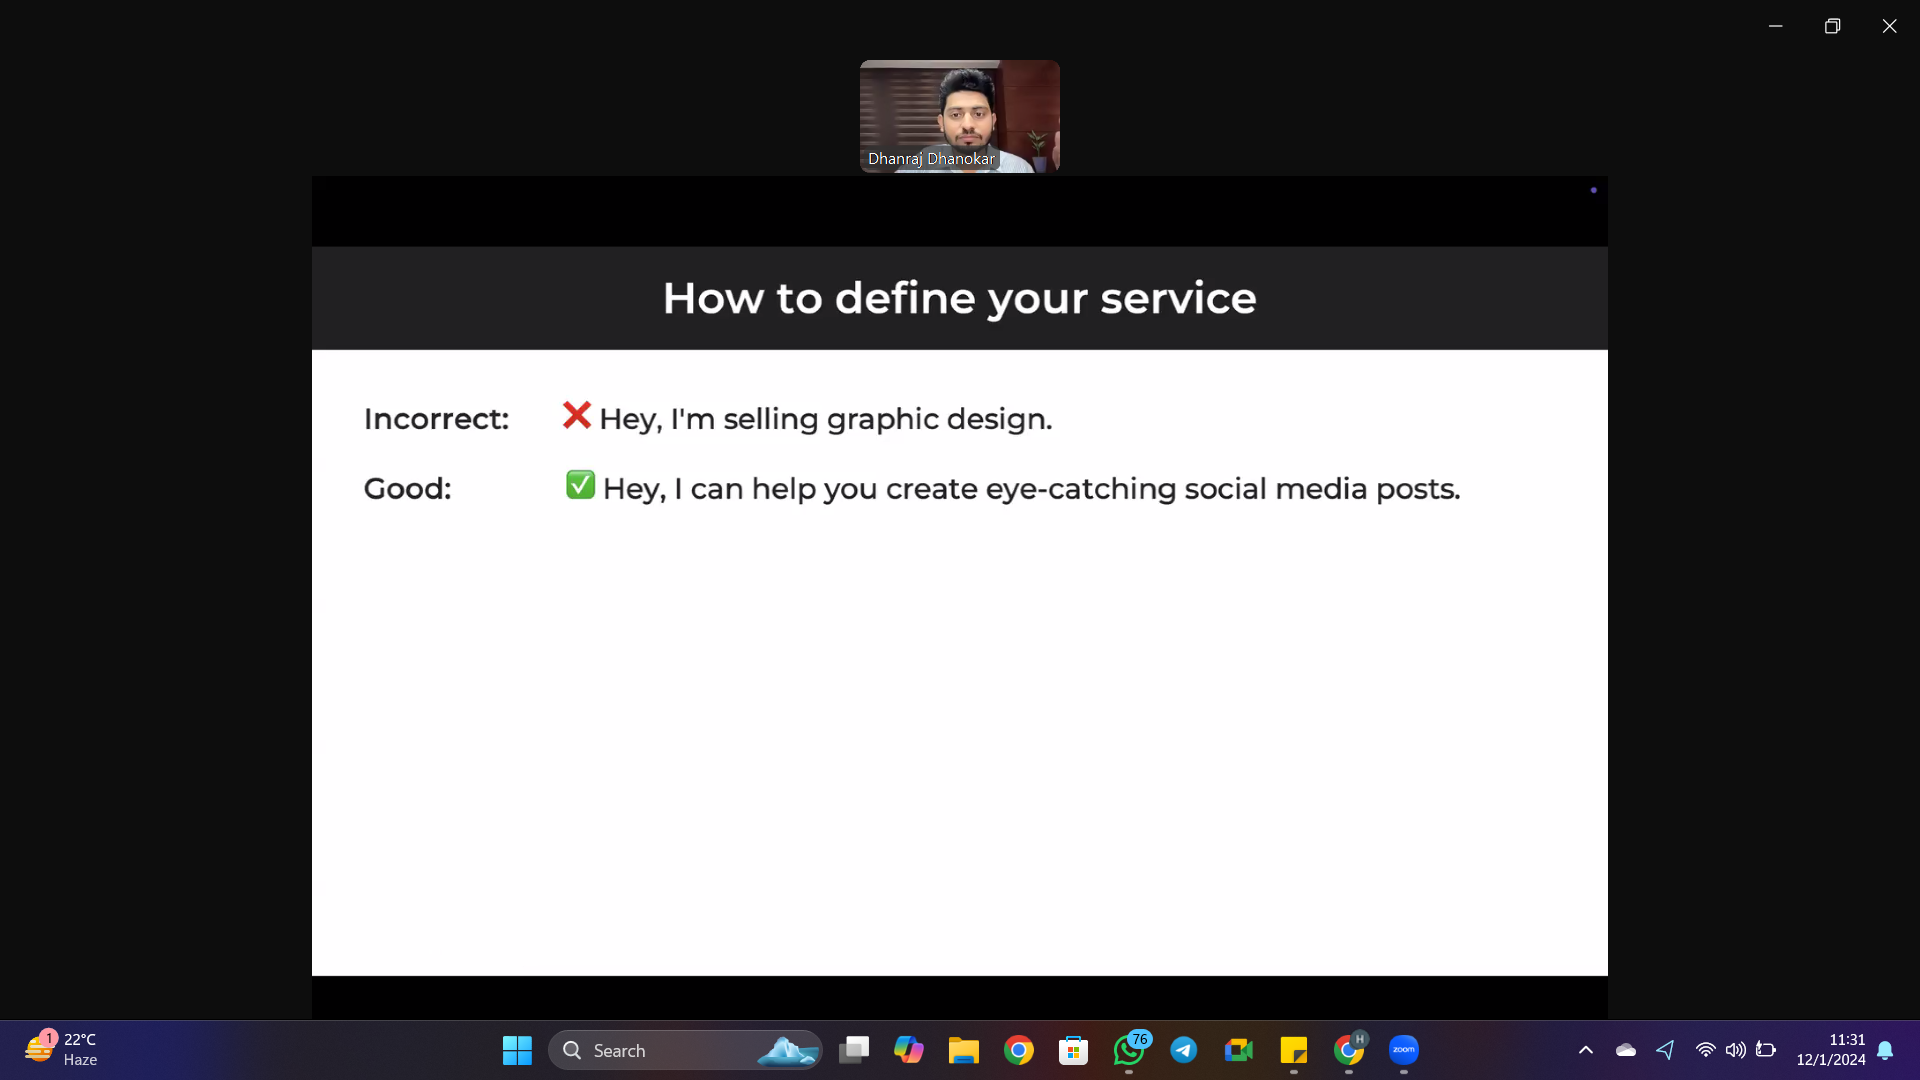 Dhanraj Dhanokar
How to define your service
Incorrect: ❌ Hey, I'm selling graphic design.
Good: ✅ Hey, I can help you create eye-catching social media posts.
1
22°C
Haze
Search
76
H
zoom
11:31
12/1/2024